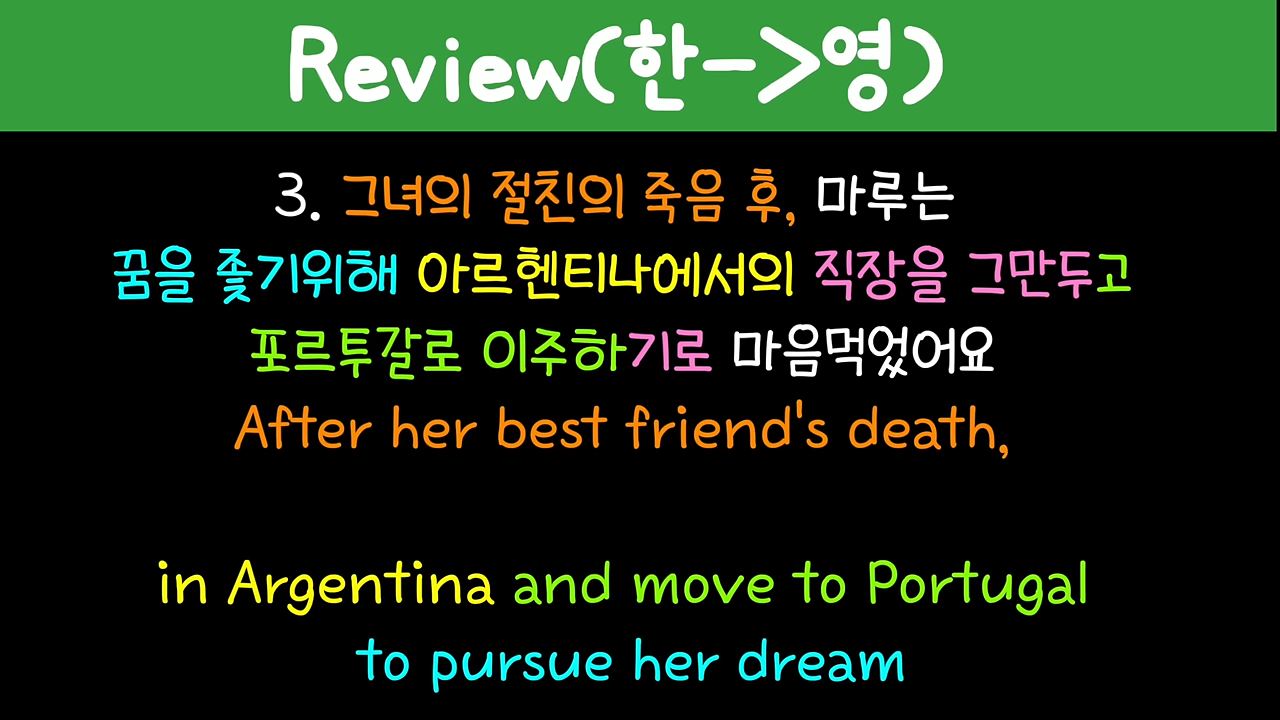 Review(한->영)
3. 그녀의 절친의 죽음 후, 마루는
꿈을 좇기위해 아르헨티나에서의 직장을 그만두고
포르투갈로 이주하기로 마음먹었어요
After her best friend's death,
in Argentina and move to Portugal
to pursue her dream